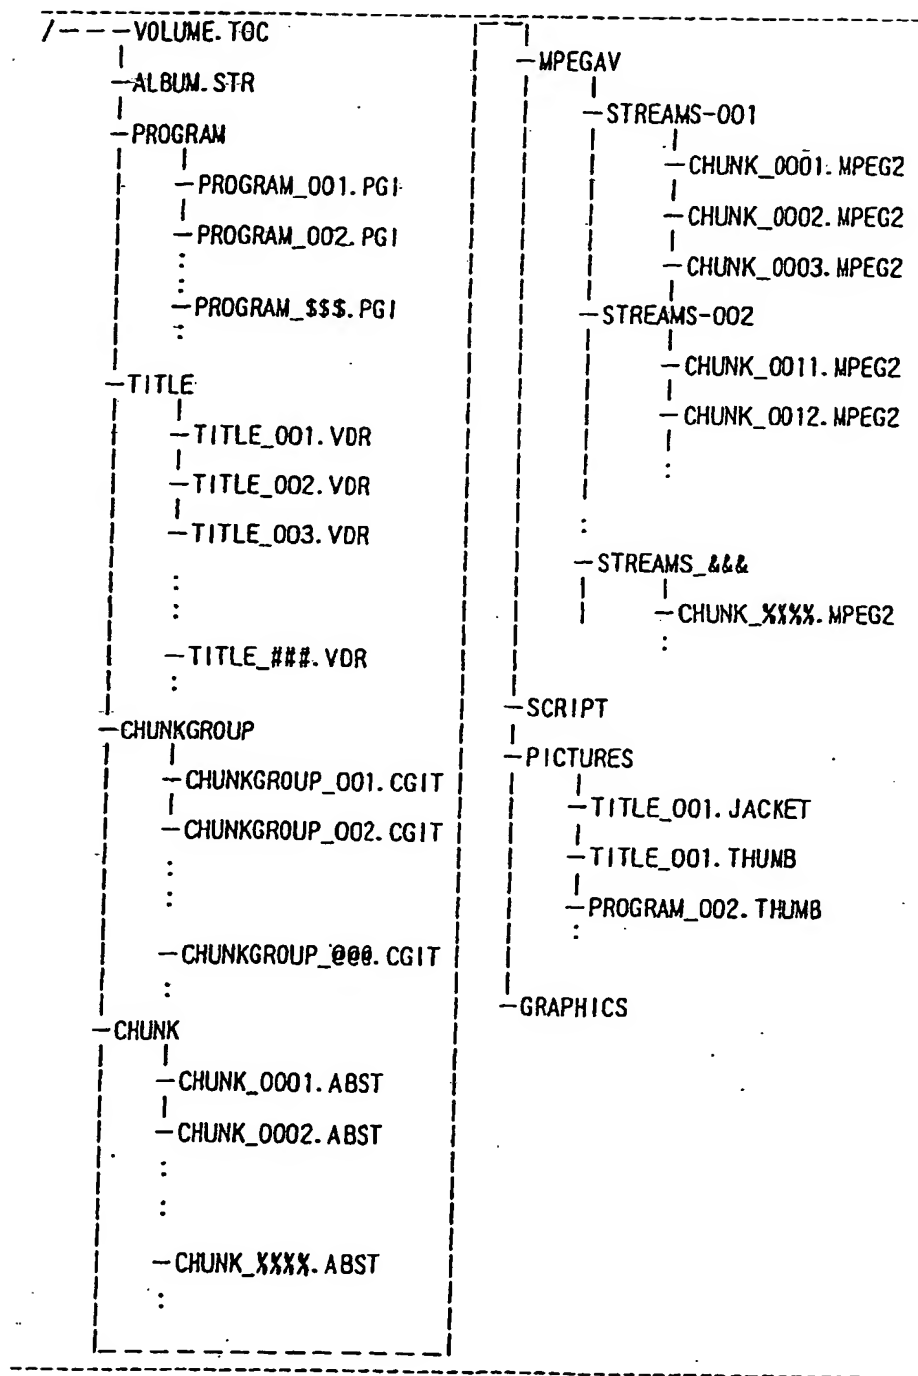 /---VOLUME.TOC
ALBUM.STR
PROGRAM
PROGRAM_001.PGI
PROGRAM_002.PGI
PROGRAM_$$$.PGI
TITLE
TITLE_001.VDR
TITLE_002.VDR
TITLE_003.VDR
TITLE_###.VDR
CHUNKGROUP
CHUNKGROUP_001.CGIT
CHUNKGROUP_002.CGIT
CHUNKGROUP_@@@.CGIT
CHUNK
CHUNK_0001.ABST
CHUNK_0002.ABST
CHUNK_%%%%.ABST
MPEGAV
STREAMS-001
CHUNK_0001.MPEG2
CHUNK_0002.MPEG2
CHUNK_0003.MPEG2
STREAMS-002
CHUNK_0011.MPEG2
CHUNK_0012.MPEG2
STREAMS_&&&
CHUNK_%%%%.MPEG2
SCRIPT
PICTURES
TITLE_001.JACKET
TITLE_001.THUMB
PROGRAM_002.THUMB
GRAPHICS